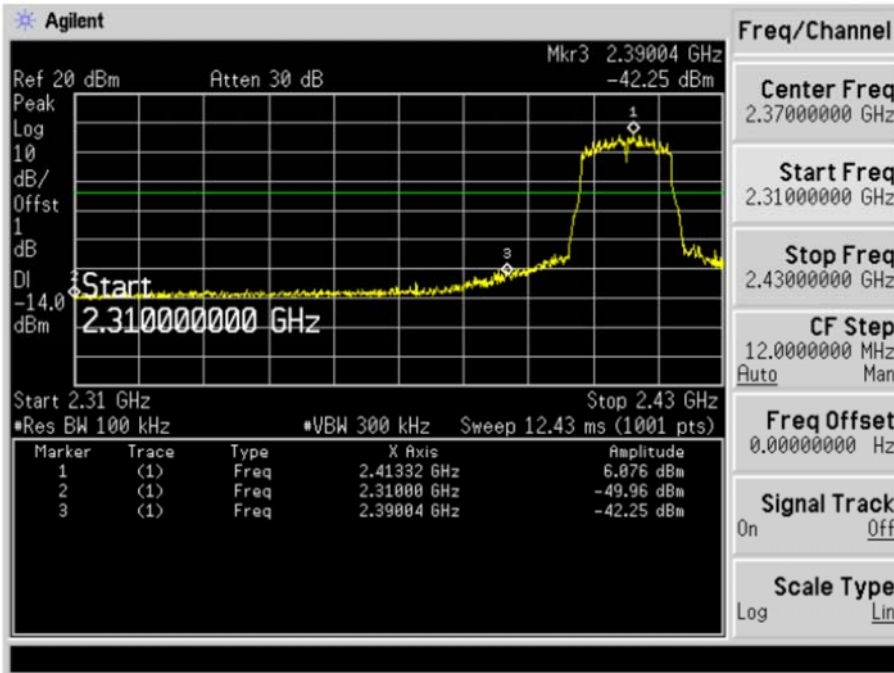 Agilent
Freq/Channel
Mkr3 2.39004 GHz
Ref 20 dBm Atten 30 dB -42.25 dBm
Peak
Log
10
dB/
Offst
1
dB
DI
-14.0
dBm
1
2
3
Start
2.310000000 GHz
Start 2.31 GHz Stop 2.43 GHz
#Res BW 100 kHz #VBW 300 kHz Sweep 12.43 ms (1001 pts)
Marker Trace Type X Axis Amplitude
1 (1) Freq 2.41332 GHz 6.076 dBm
2 (1) Freq 2.31000 GHz -49.96 dBm
3 (1) Freq 2.39004 GHz -42.25 dBm
Center Freq
2.37000000 GHz
Start Freq
2.31000000 GHz
Stop Freq
2.43000000 GHz
CF Step
12.0000000 MHz
Auto Man
Freq Offset
0.00000000 Hz
Signal Track
On Off
Scale Type
Log Lin